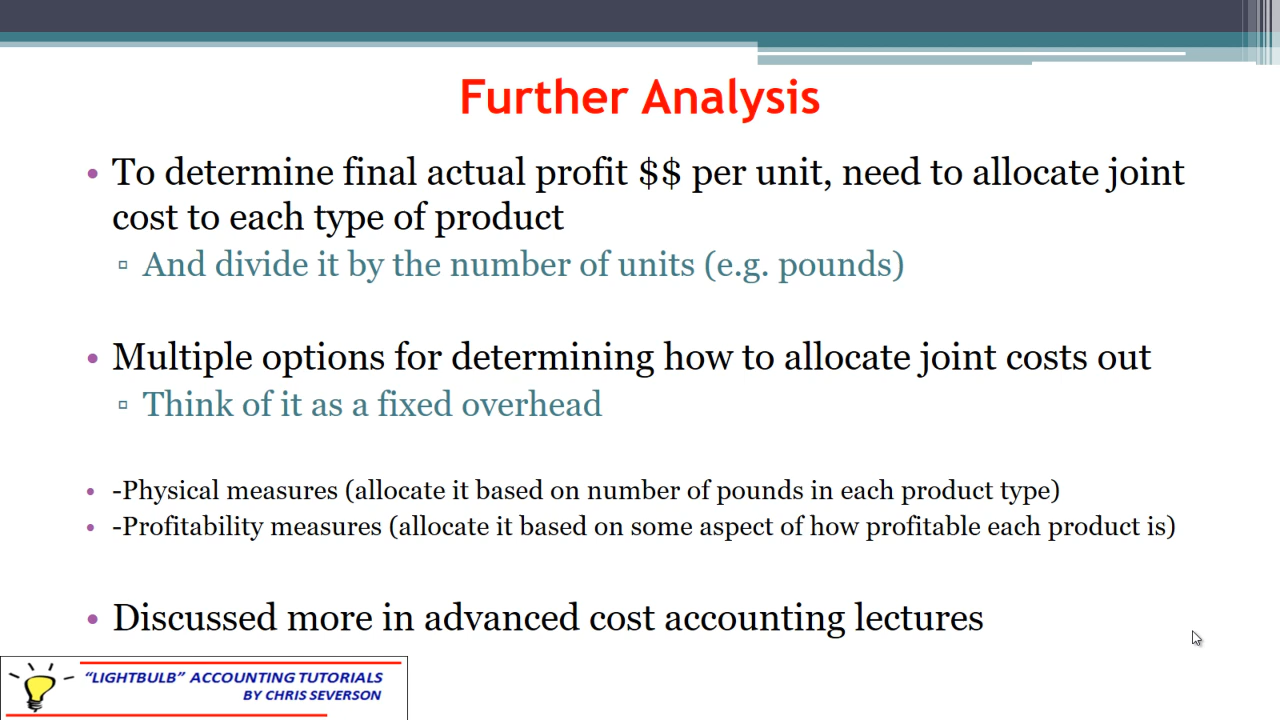 Further Analysis
• To determine final actual profit $$ per unit, need to allocate joint
cost to each type of product
▫ And divide it by the number of units (e.g. pounds)
• Multiple options for determining how to allocate joint costs out
▫ Think of it as a fixed overhead
• -Physical measures (allocate it based on number of pounds in each product type)
• -Profitability measures (allocate it based on some aspect of how profitable each product is)
• Discussed more in advanced cost accounting lectures
“LIGHTBULB” ACCOUNTING TUTORIALS
BY CHRIS SEVERSON